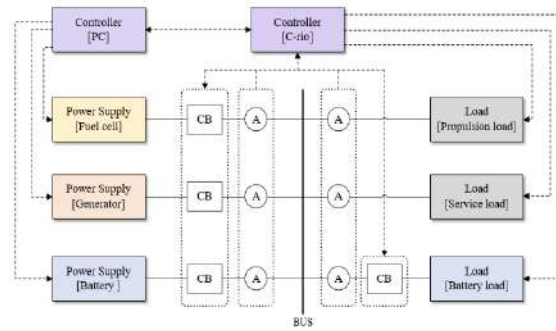 Controller
[PC]
Controller
[C-rio]
Power Supply
[Fuel cell]
CB
A
A
Load
[Propulsion load]
Power Supply
[Generator]
CB
A
A
Load
[Service load]
Power Supply
[Battery ]
CB
A
A
CB
Load
[Battery load]
BUS